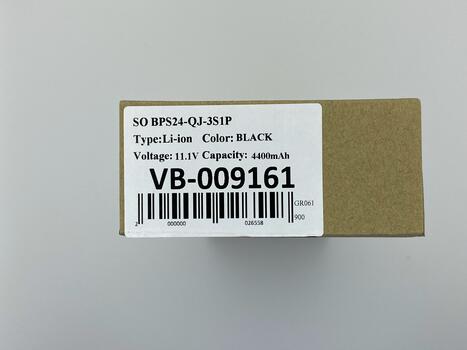 SO BPS24-QJ-3S1P
Type:Li-ion Color: BLACK
Voltage: 11.1V Capacity: 4400mAh
VB-009161
GR061
900
2 000000 026558